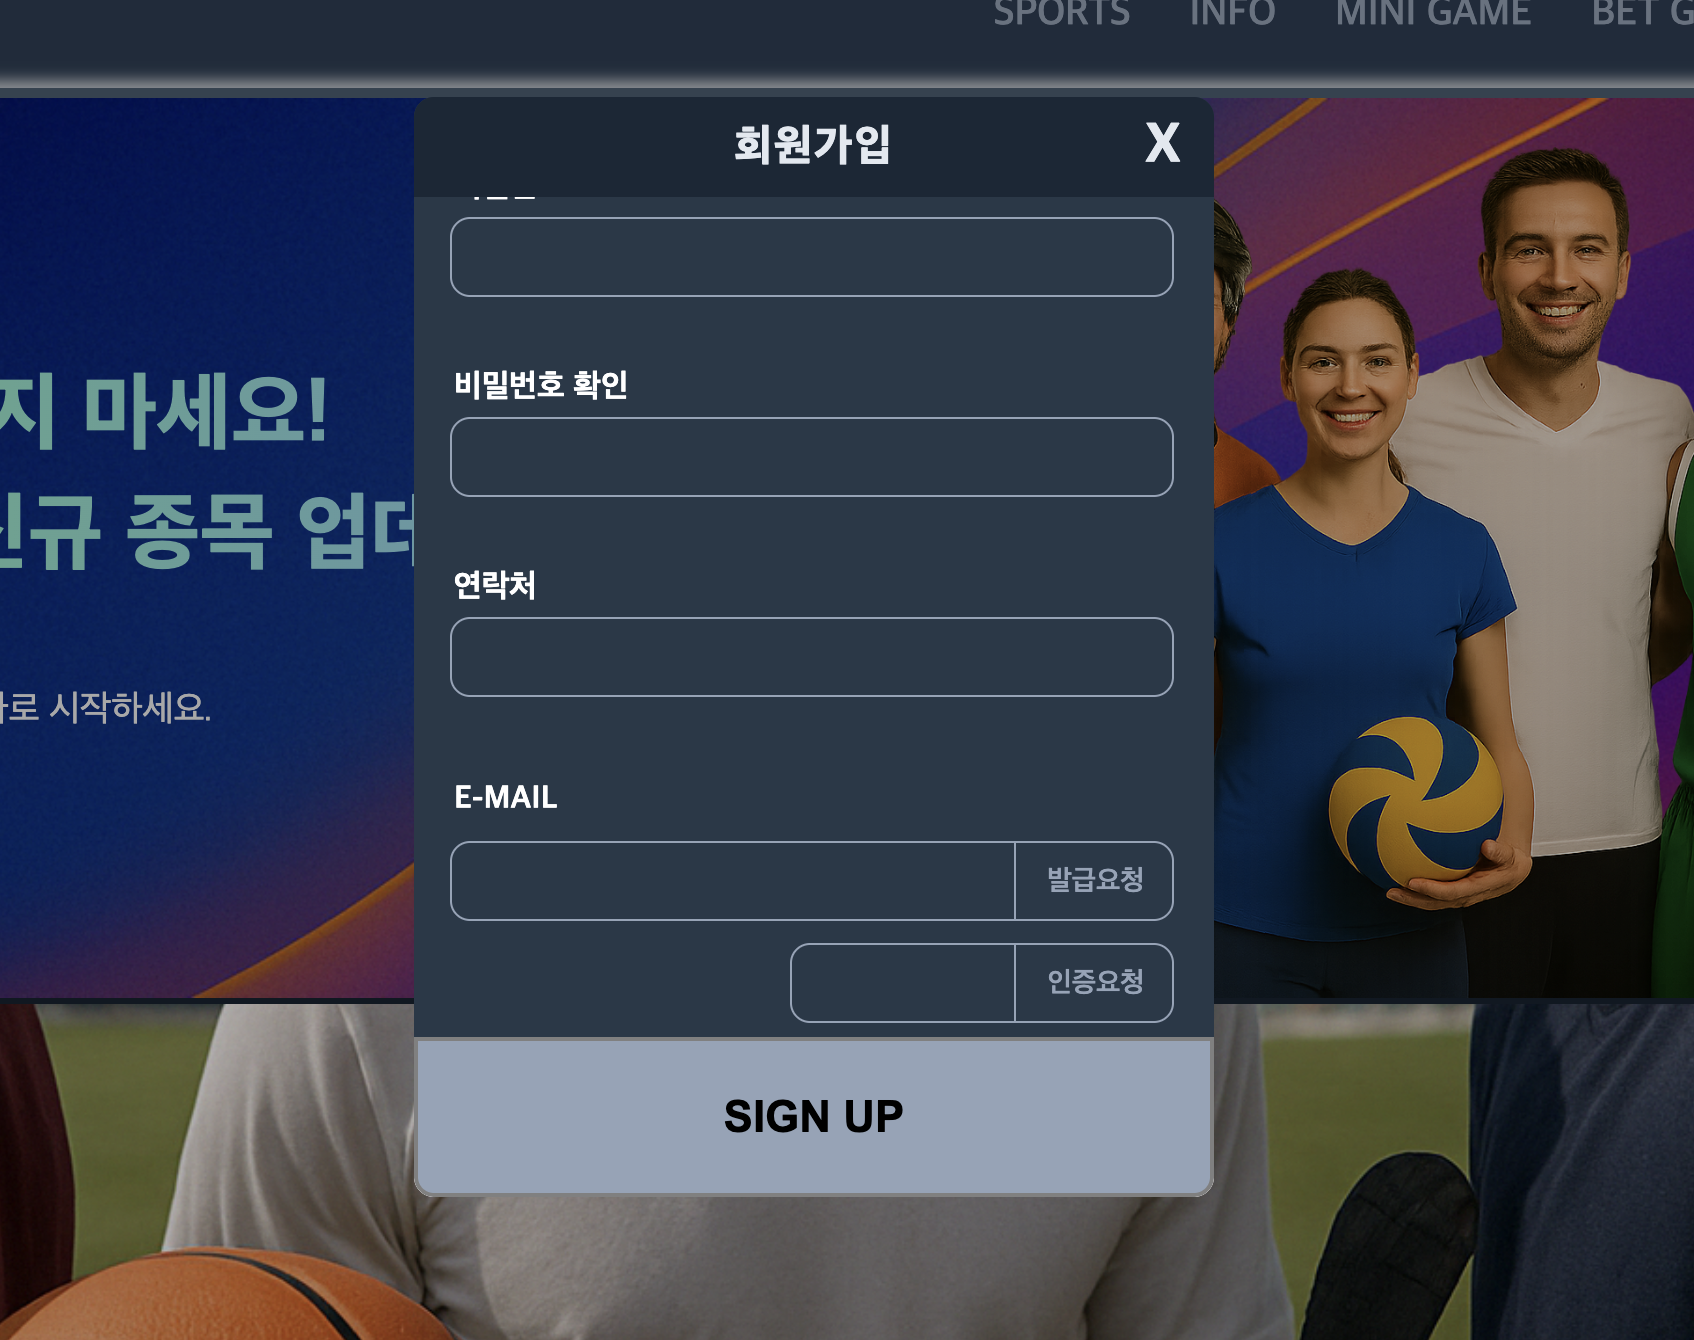 SPORTS INFO MINI GAME BET G
회원가입 X
비밀번호 확인
연락처
E-MAIL
발급요청
인증요청
SIGN UP
지 마세요!
신규 종목 업데
바로 시작하세요.